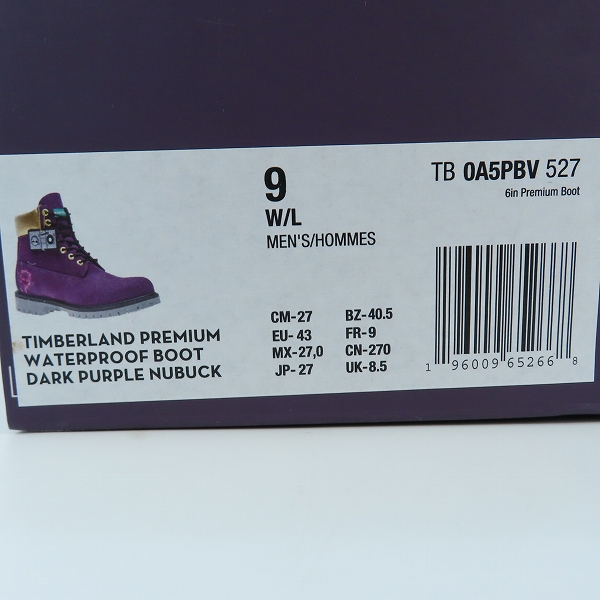 9
W/L
MEN'S/HOMMES
TB 0A5PBV 527
6in Premium Boot
TIMBERLAND PREMIUM
WATERPROOF BOOT
DARK PURPLE NUBUCK
CM-27 BZ-40.5
EU- 43 FR-9
MX-27,0 CN-270
JP- 27 UK-8.5
1 96009 65266 8